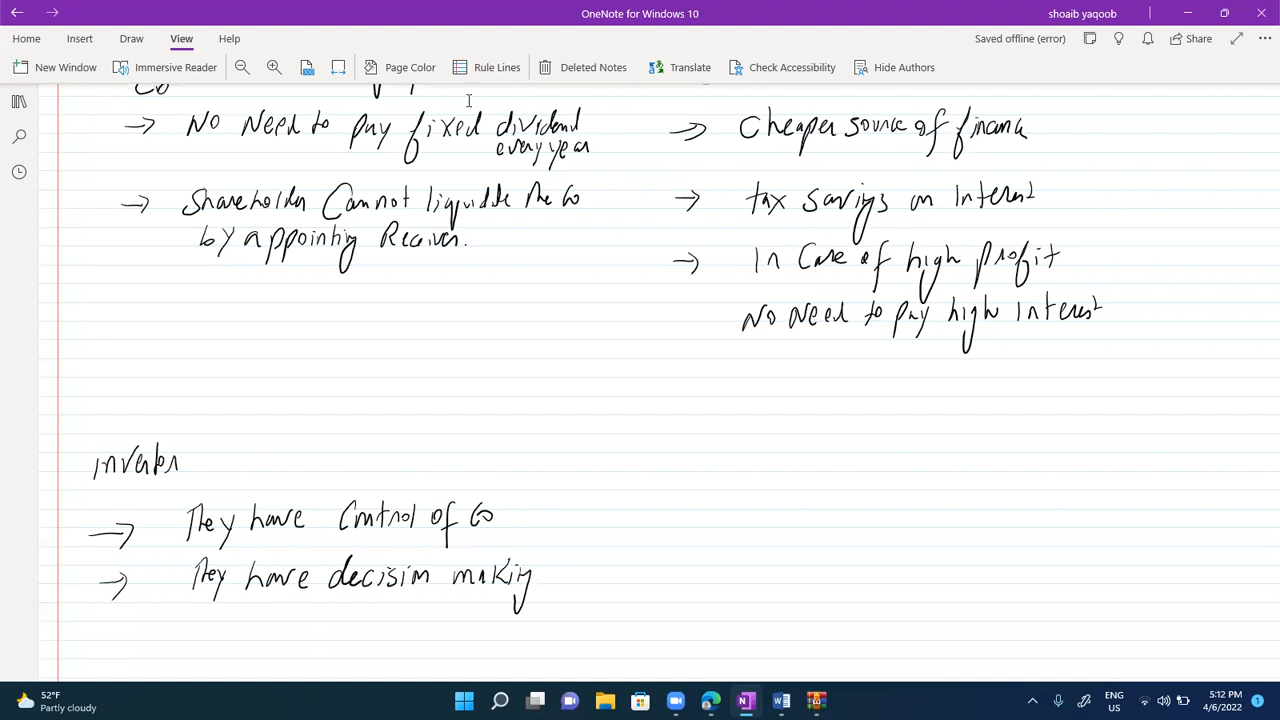 OneNote for Windows 10
shoaib yaqoob
Home Insert Draw View Help
Saved offline (error)
Share
New Window
Immersive Reader
Page Color
Rule Lines
Deleted Notes
Translate
Check Accessibility
Hide Authors
Co
→ No Need to pay fixed dividend
every year
→ Shareholder Cannot liquidate the Co
by appointing Receiver.
→ Cheaper source of finance
→ tax savings on Interest
→ In Case of high profit
No Need to pay high Interest
Investor
→ They have Control of Co
→ They have decision making
52°F
Partly cloudy
ENG
US
5:12 PM
4/6/2022
1